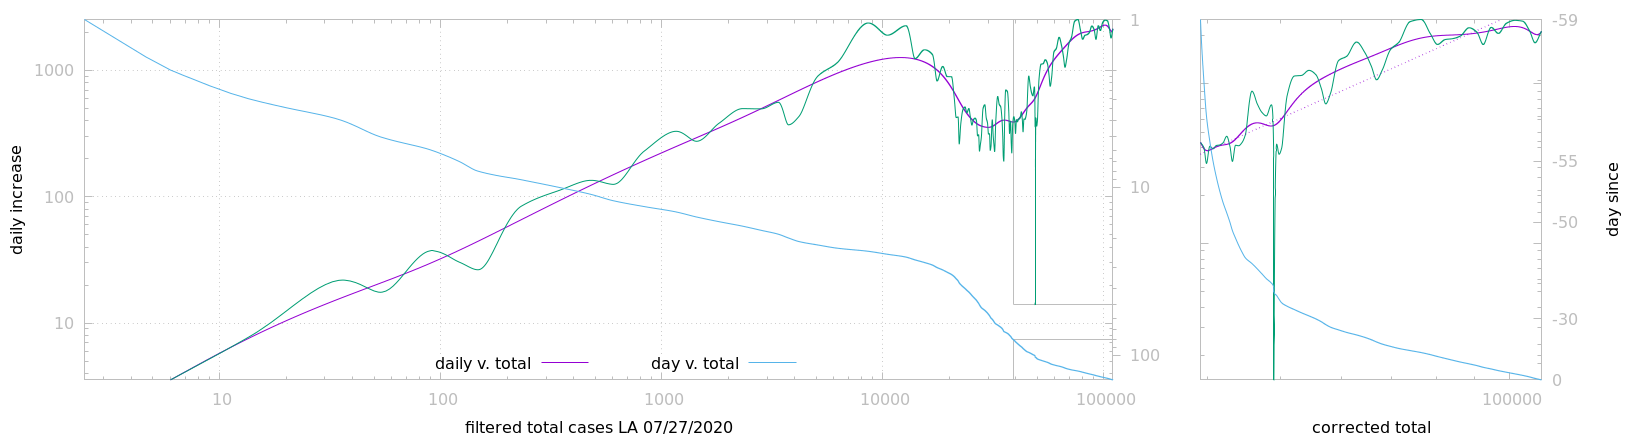 daily increase
1000
100
10
10
100
1000
10000
100000
1
10
100
daily v. total
day v. total
filtered total cases LA 07/27/2020
-59
-55
-50
-30
0
100000
day since
corrected total